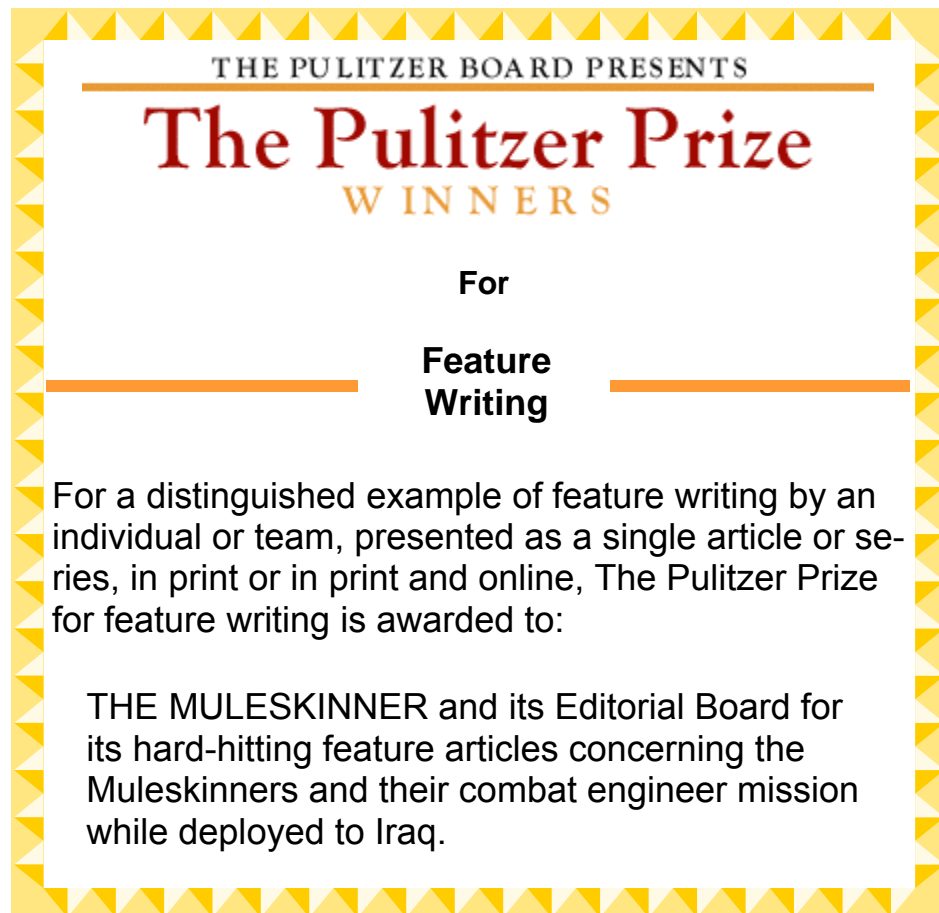 THE PULITZER BOARD PRESENTS
The Pulitzer Prize
WINNERS
For
Feature
Writing
For a distinguished example of feature writing by an
individual or team, presented as a single article or se-
ries, in print or in print and online, The Pulitzer Prize
for feature writing is awarded to:
THE MULESKINNER and its Editorial Board for
its hard-hitting feature articles concerning the
Muleskinners and their combat engineer mission
while deployed to Iraq.